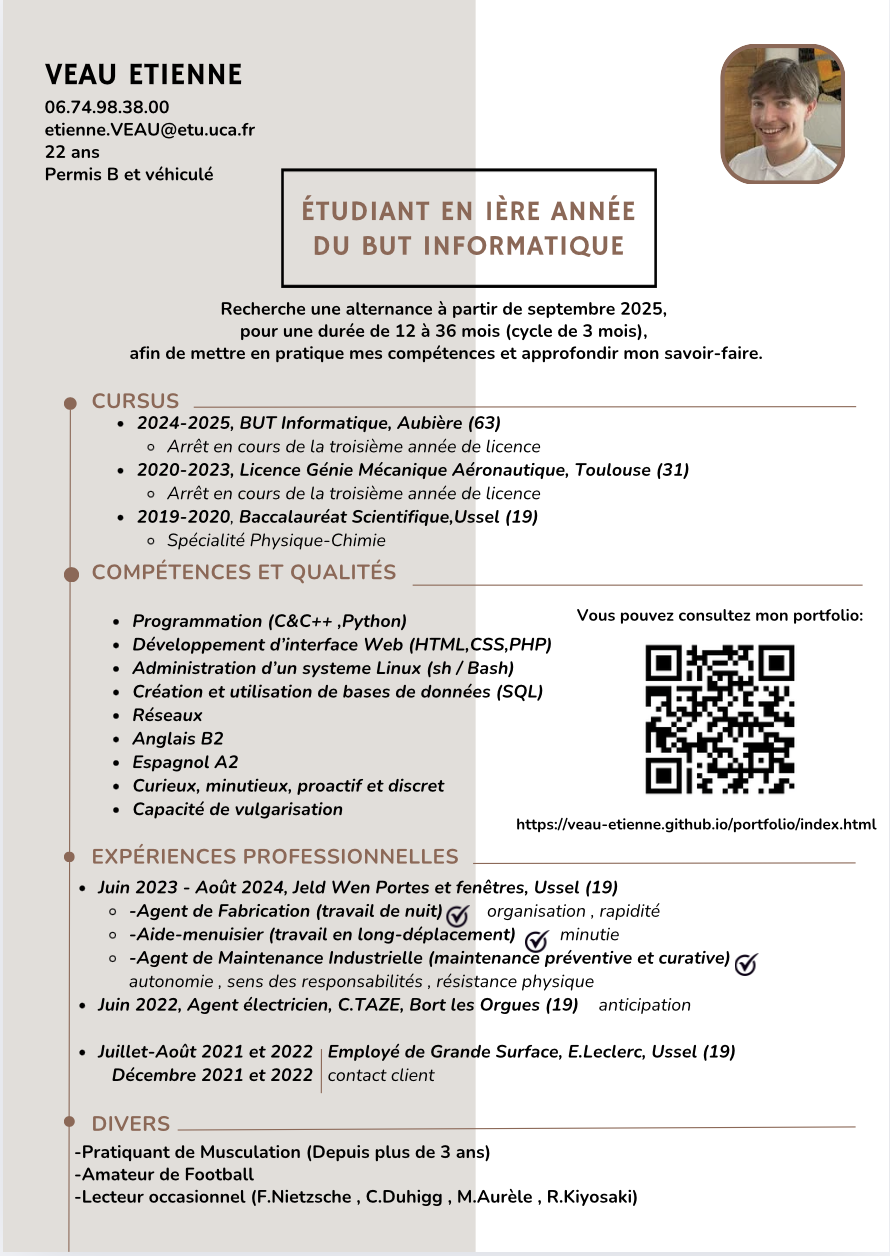 VEAU ETIENNE
06.74.98.38.00
etienne.VEAU@etu.uca.fr
22 ans
Permis B et véhiculé
ÉTUDIANT EN IÈRE ANNÉE
DU BUT INFORMATIQUE
Recherche une alternance à partir de septembre 2025,
pour une durée de 12 à 36 mois (cycle de 3 mois),
afin de mettre en pratique mes compétences et approfondir mon savoir-faire.
CURSUS
• 2024-2025, BUT Informatique, Aubière (63)
◦ Arrêt en cours de la troisième année de licence
• 2020-2023, Licence Génie Mécanique Aéronautique, Toulouse (31)
◦ Arrêt en cours de la troisième année de licence
• 2019-2020, Baccalauréat Scientifique,Ussel (19)
◦ Spécialité Physique-Chimie
COMPÉTENCES ET QUALITÉS
• Programmation (C&C++ ,Python)
• Développement d'interface Web (HTML,CSS,PHP)
• Administration d'un systeme Linux (sh / Bash)
• Création et utilisation de bases de données (SQL)
• Réseaux
• Anglais B2
• Espagnol A2
• Curieux, minutieux, proactif et discret
• Capacité de vulgarisation
Vous pouvez consultez mon portfolio:
https://veau-etienne.github.io/portfolio/index.html
EXPÉRIENCES PROFESSIONNELLES
• Juin 2023 - Août 2024, Jeld Wen Portes et fenêtres, Ussel (19)
◦ -Agent de Fabrication (travail de nuit) organisation , rapidité
◦ -Aide-menuisier (travail en long-déplacement) minutie
◦ -Agent de Maintenance Industrielle (maintenance préventive et curative)
autonomie , sens des responsabilités , résistance physique
• Juin 2022, Agent électricien, C.TAZE, Bort les Orgues (19) anticipation
• Juillet-Août 2021 et 2022 Employé de Grande Surface, E.Leclerc, Ussel (19)
Décembre 2021 et 2022 contact client
DIVERS
-Pratiquant de Musculation (Depuis plus de 3 ans)
-Amateur de Football
-Lecteur occasionnel (F.Nietzsche , C.Duhigg , M.Aurèle , R.Kiyosaki)